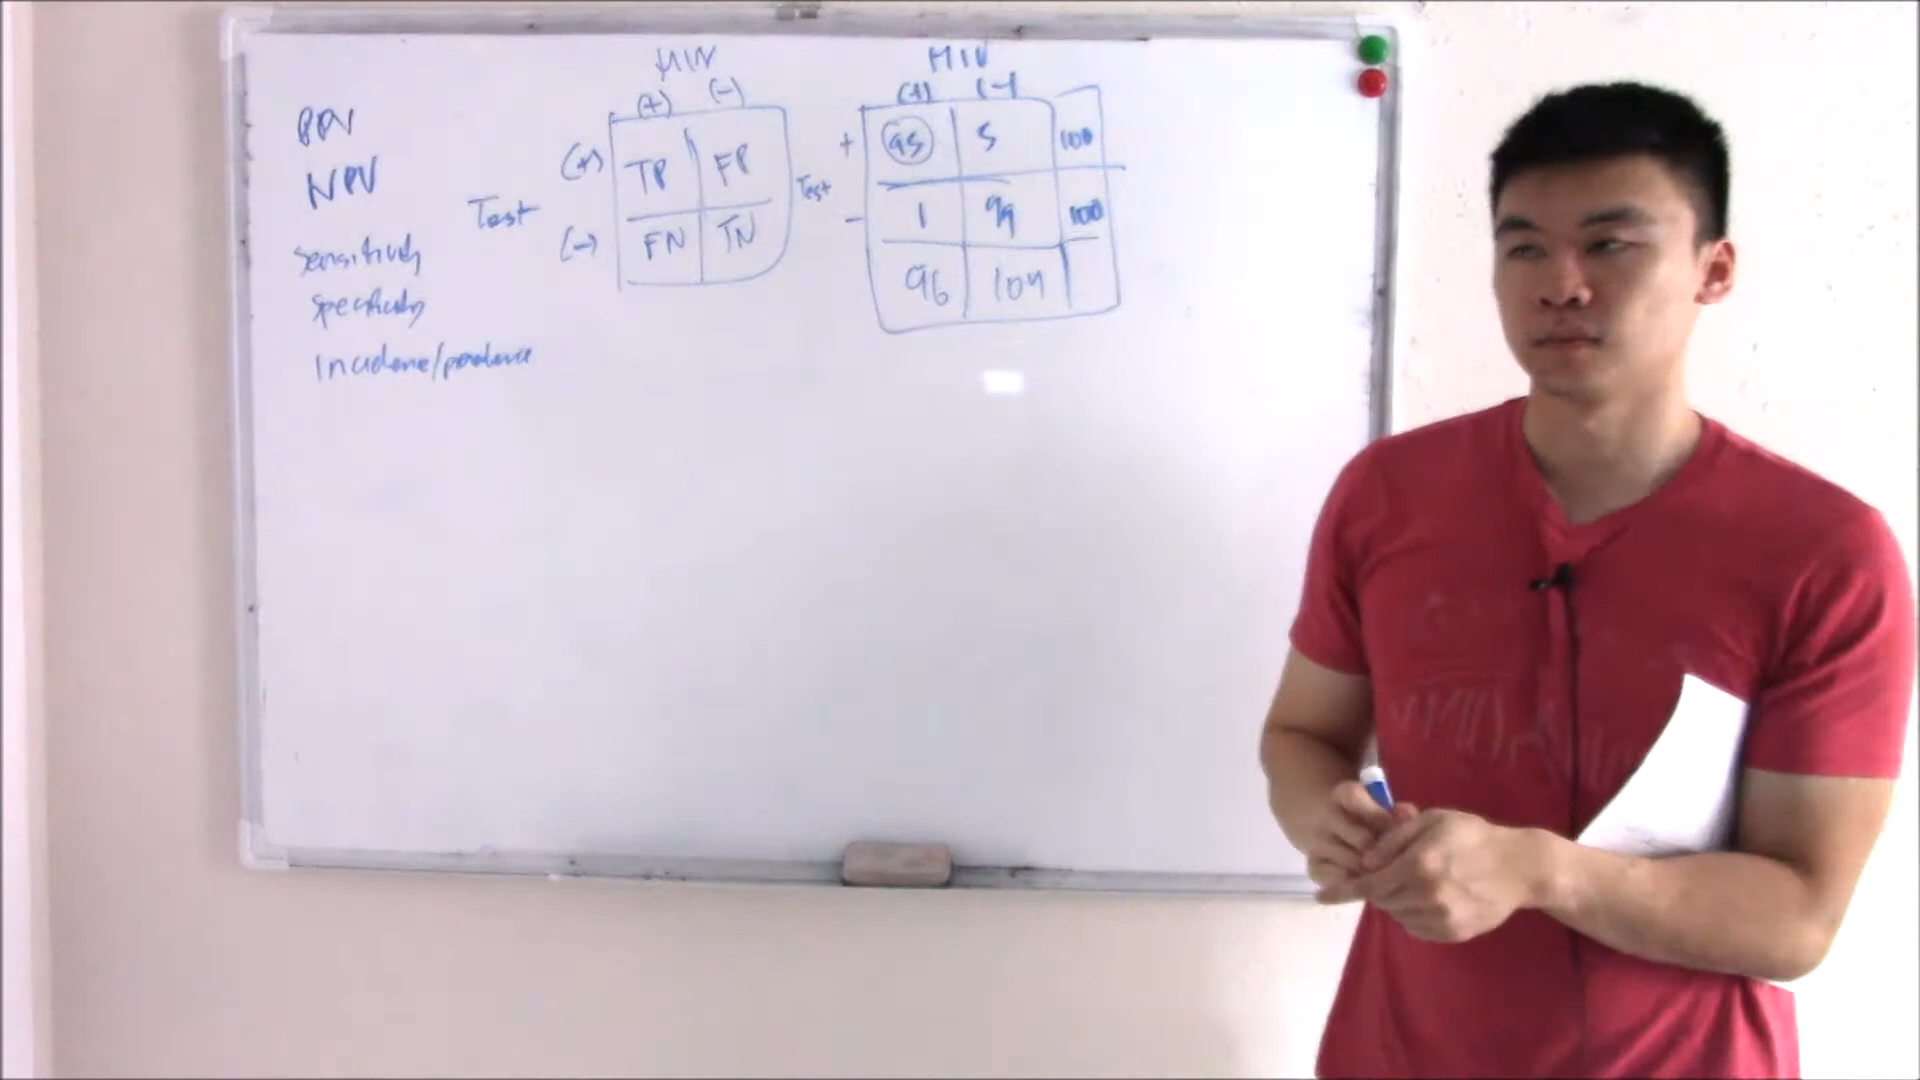 PPV
NPV
Sensitivity
Specificity
Incidence/prevalence
HIV
(+) (-)
Test
(+) TP FP
(-) FN TN
HIV
(+) (-)
Test
+ 95 5 100
- 1 99 100
96 104